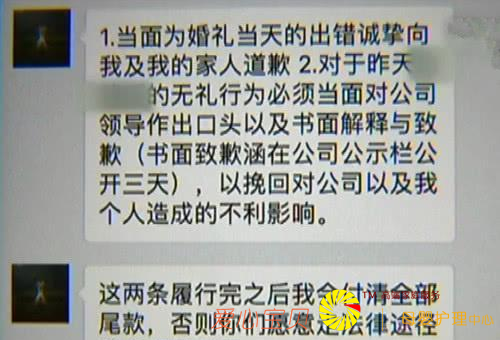 1.当面为婚礼当天的出错诚挚向
我及我的家人道歉 2.对于昨天
的无礼行为必须当面对公司
领导作出口头以及书面解释与致
歉（书面致歉涵在公司公示栏公
开三天），以挽回对公司以及我
个人造成的不利影响。
这两条履行完之后我会付清全部
尾款，否则你们愿意走法律途径